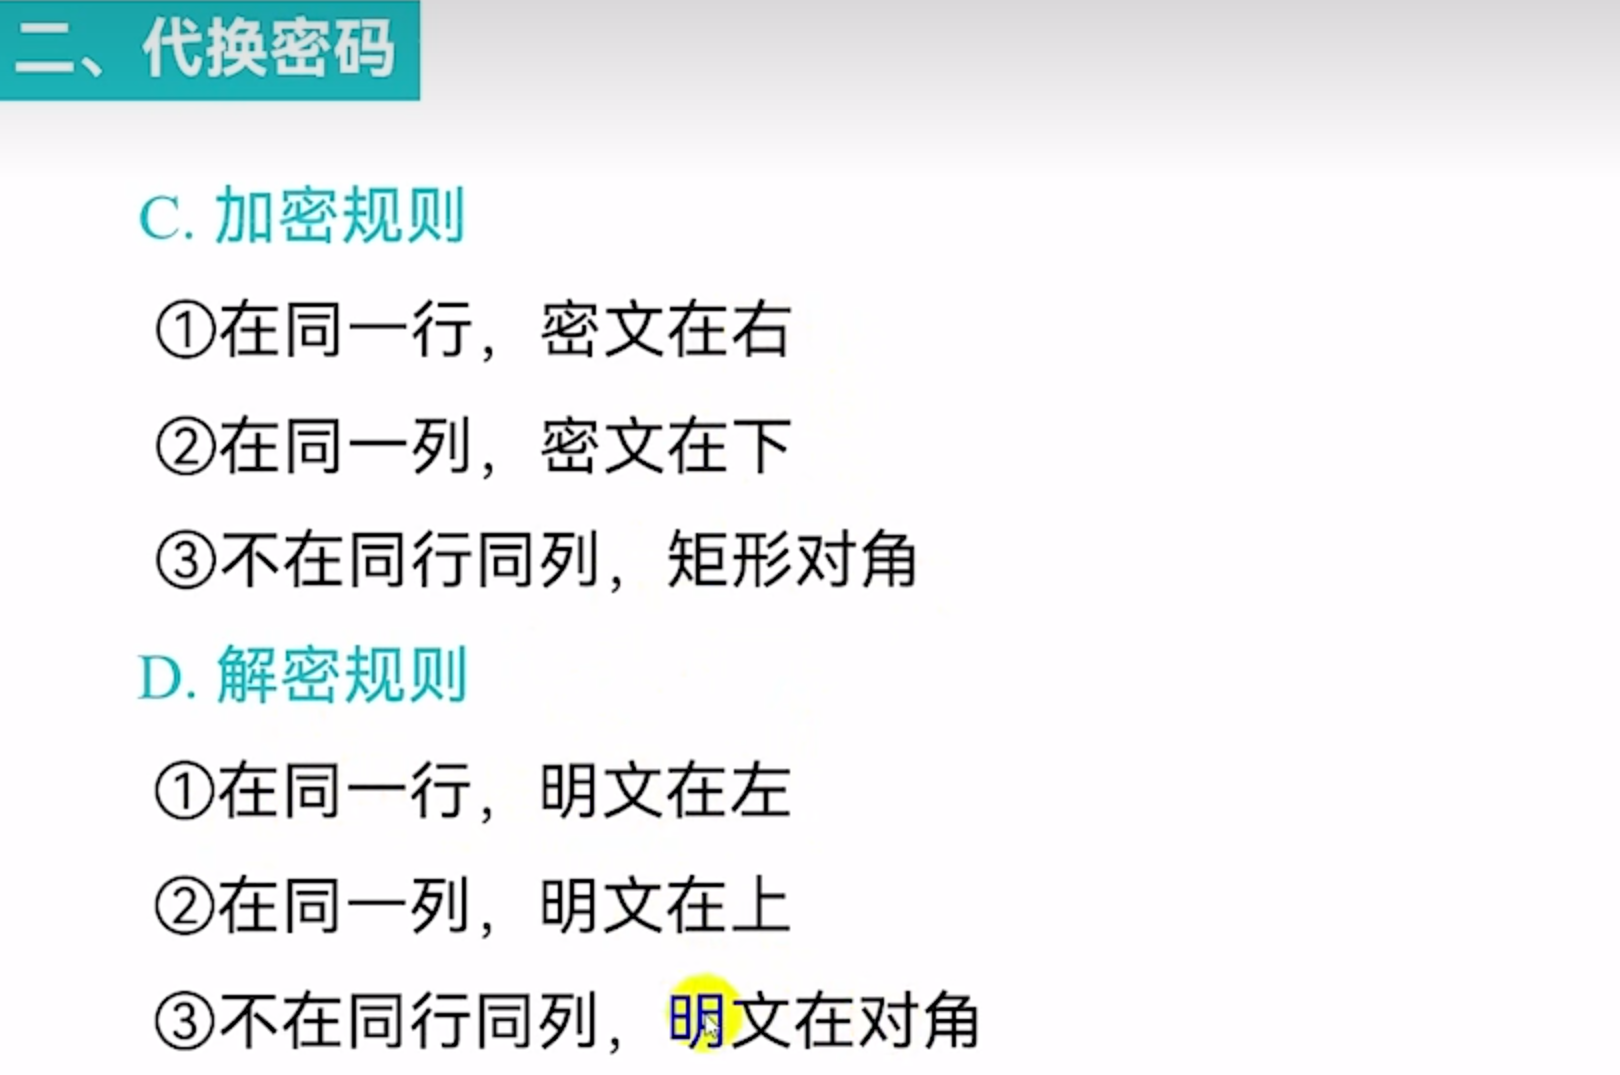 二、代换密码
C. 加密规则
①在同一行，密文在右
②在同一列，密文在下
③不在同行同列，矩形对角
D. 解密规则
①在同一行，明文在左
②在同一列，明文在上
③不在同行同列，明文在对角